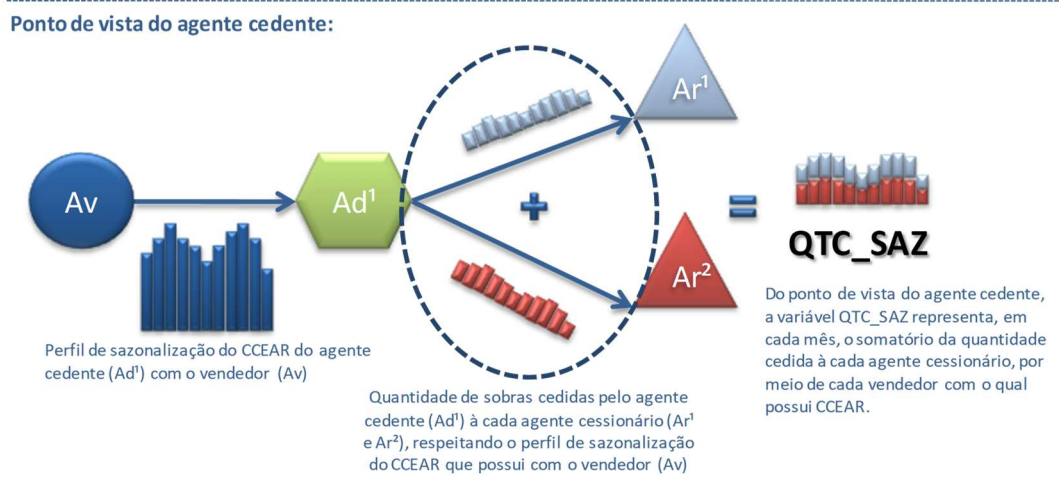 Ponto de vista do agente cedente:
Ar¹
Av
Ad¹
+
=
QTC_SAZ
Ar²
Perfil de sazonalização do CCEAR do agente
cedente (Ad¹) com o vendedor (Av)
Quantidade de sobras cedidas pelo agente
cedente (Ad¹) à cada agente cessionário (Ar¹
e Ar²), respeitando o perfil de sazonalização
do CCEAR que possui com o vendedor (Av)
Do ponto de vista do agente cedente,
a variável QTC_SAZ representa, em
cada mês, o somatório da quantidade
cedida à cada agente cessionário, por
meio de cada vendedor com o qual
possui CCEAR.